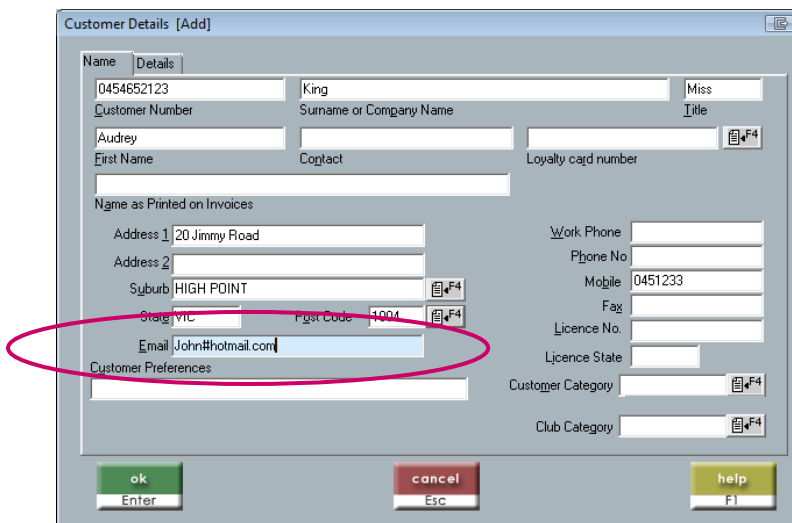 Customer Details [Add]
Name Details
0454652123 King Miss
Customer Number Surname or Company Name Title
Audrey F4
First Name Contact Loyalty card number
Name as Printed on Invoices
Address 1 20 Jimmy Road Work Phone
Address 2 Phone No
Suburb HIGH POINT F4 Mobile 0451233
Fax
State VIC Post Code 1004 F4 Licence No.
Email John#hotmail.com Licence State
Customer Preferences Customer Category F4
Club Category F4
ok cancel help
Enter Esc F1